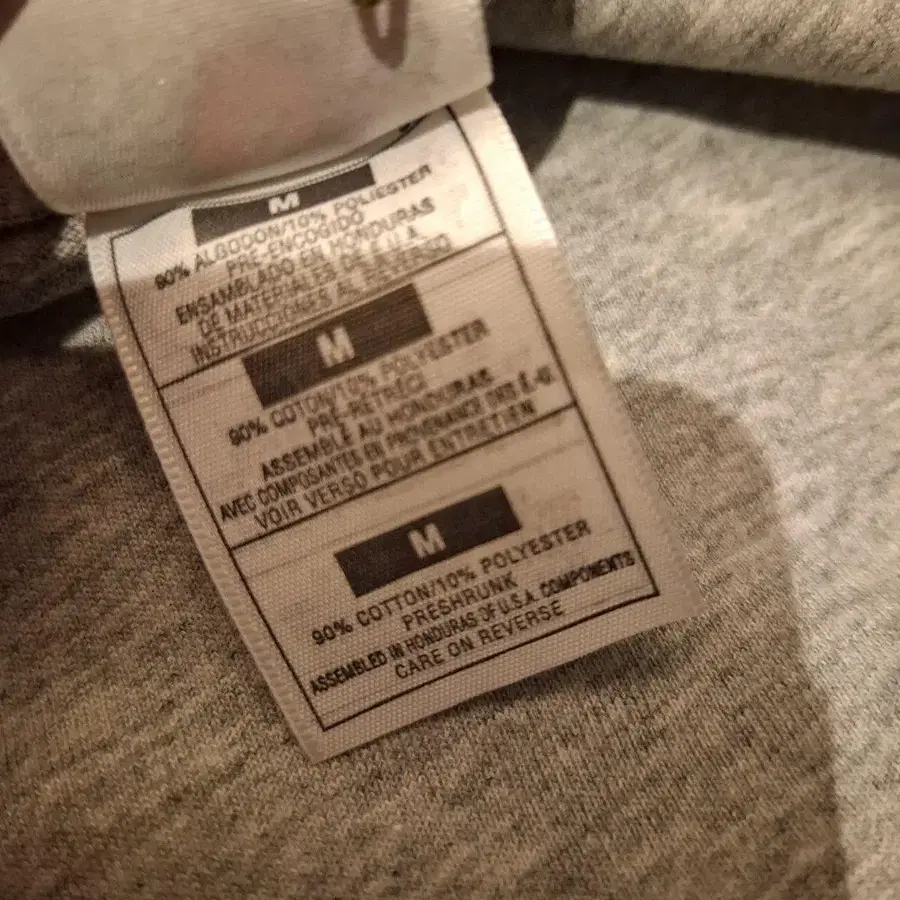 M
90% ALGODON/10% POLIESTER
PRE-ENCOGIDO
ENSAMBLADO EN HONDURAS
DE MATERIALES DE E.U.A.
INSTRUCCIONES AL REVERSO
M
90% COTON/10% POLYESTER
PRÉ-RÉTRÉCI
ASSEMBLÉ AU HONDURAS
AVEC COMPOSANTES EN PROVENANCE DES É.-U.
VOIR VERSO POUR ENTRETIEN
M
90% COTTON/10% POLYESTER
PRESHRUNK
ASSEMBLED IN HONDURAS OF U.S.A. COMPONENTS
CARE ON REVERSE